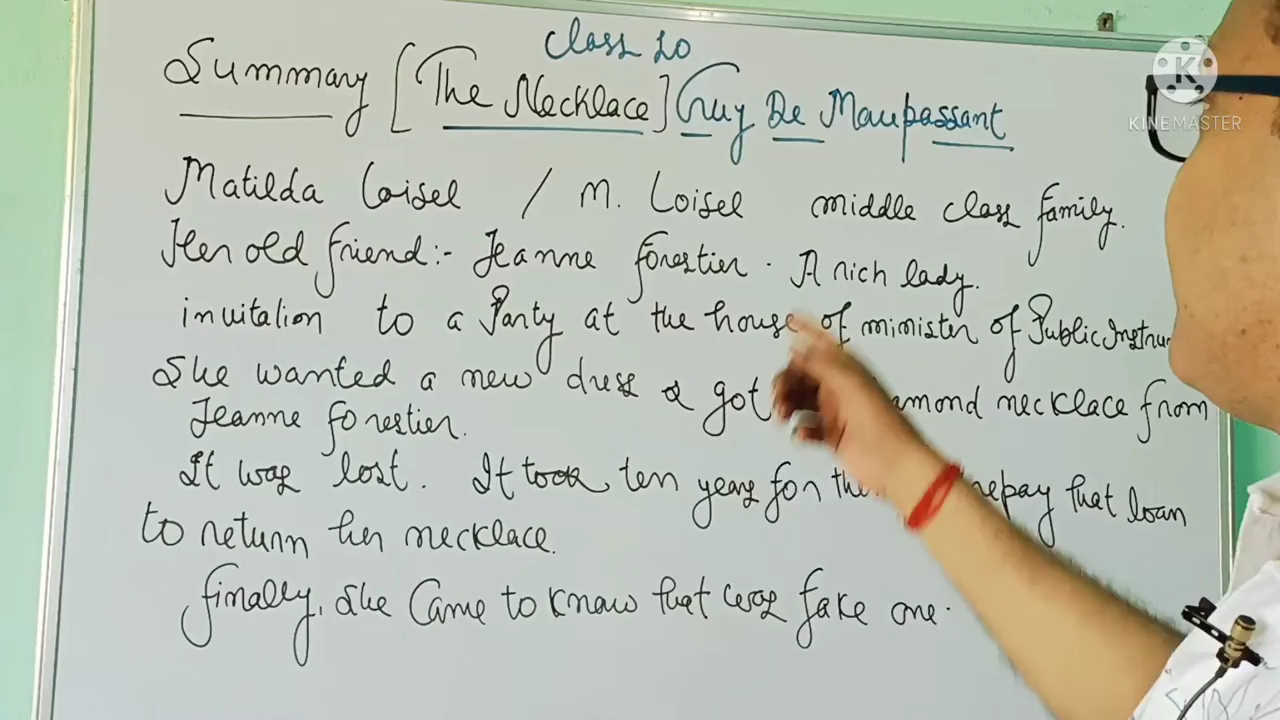 Class 10
Summary [The Necklace] Guy De Maupassant
Matilda Loisel / M. Loisel middle class family.
Her old friend:- Jeanne Forestier. A rich lady.
invitation to a Party at the house of minister of Public Instru
She wanted a new dress & got amond necklace from
Jeanne Forestier.
It was lost. It took ten years for the repay that loan
to return her necklace.
Finally, She Came to know that was fake one.
K
KINEMASTER